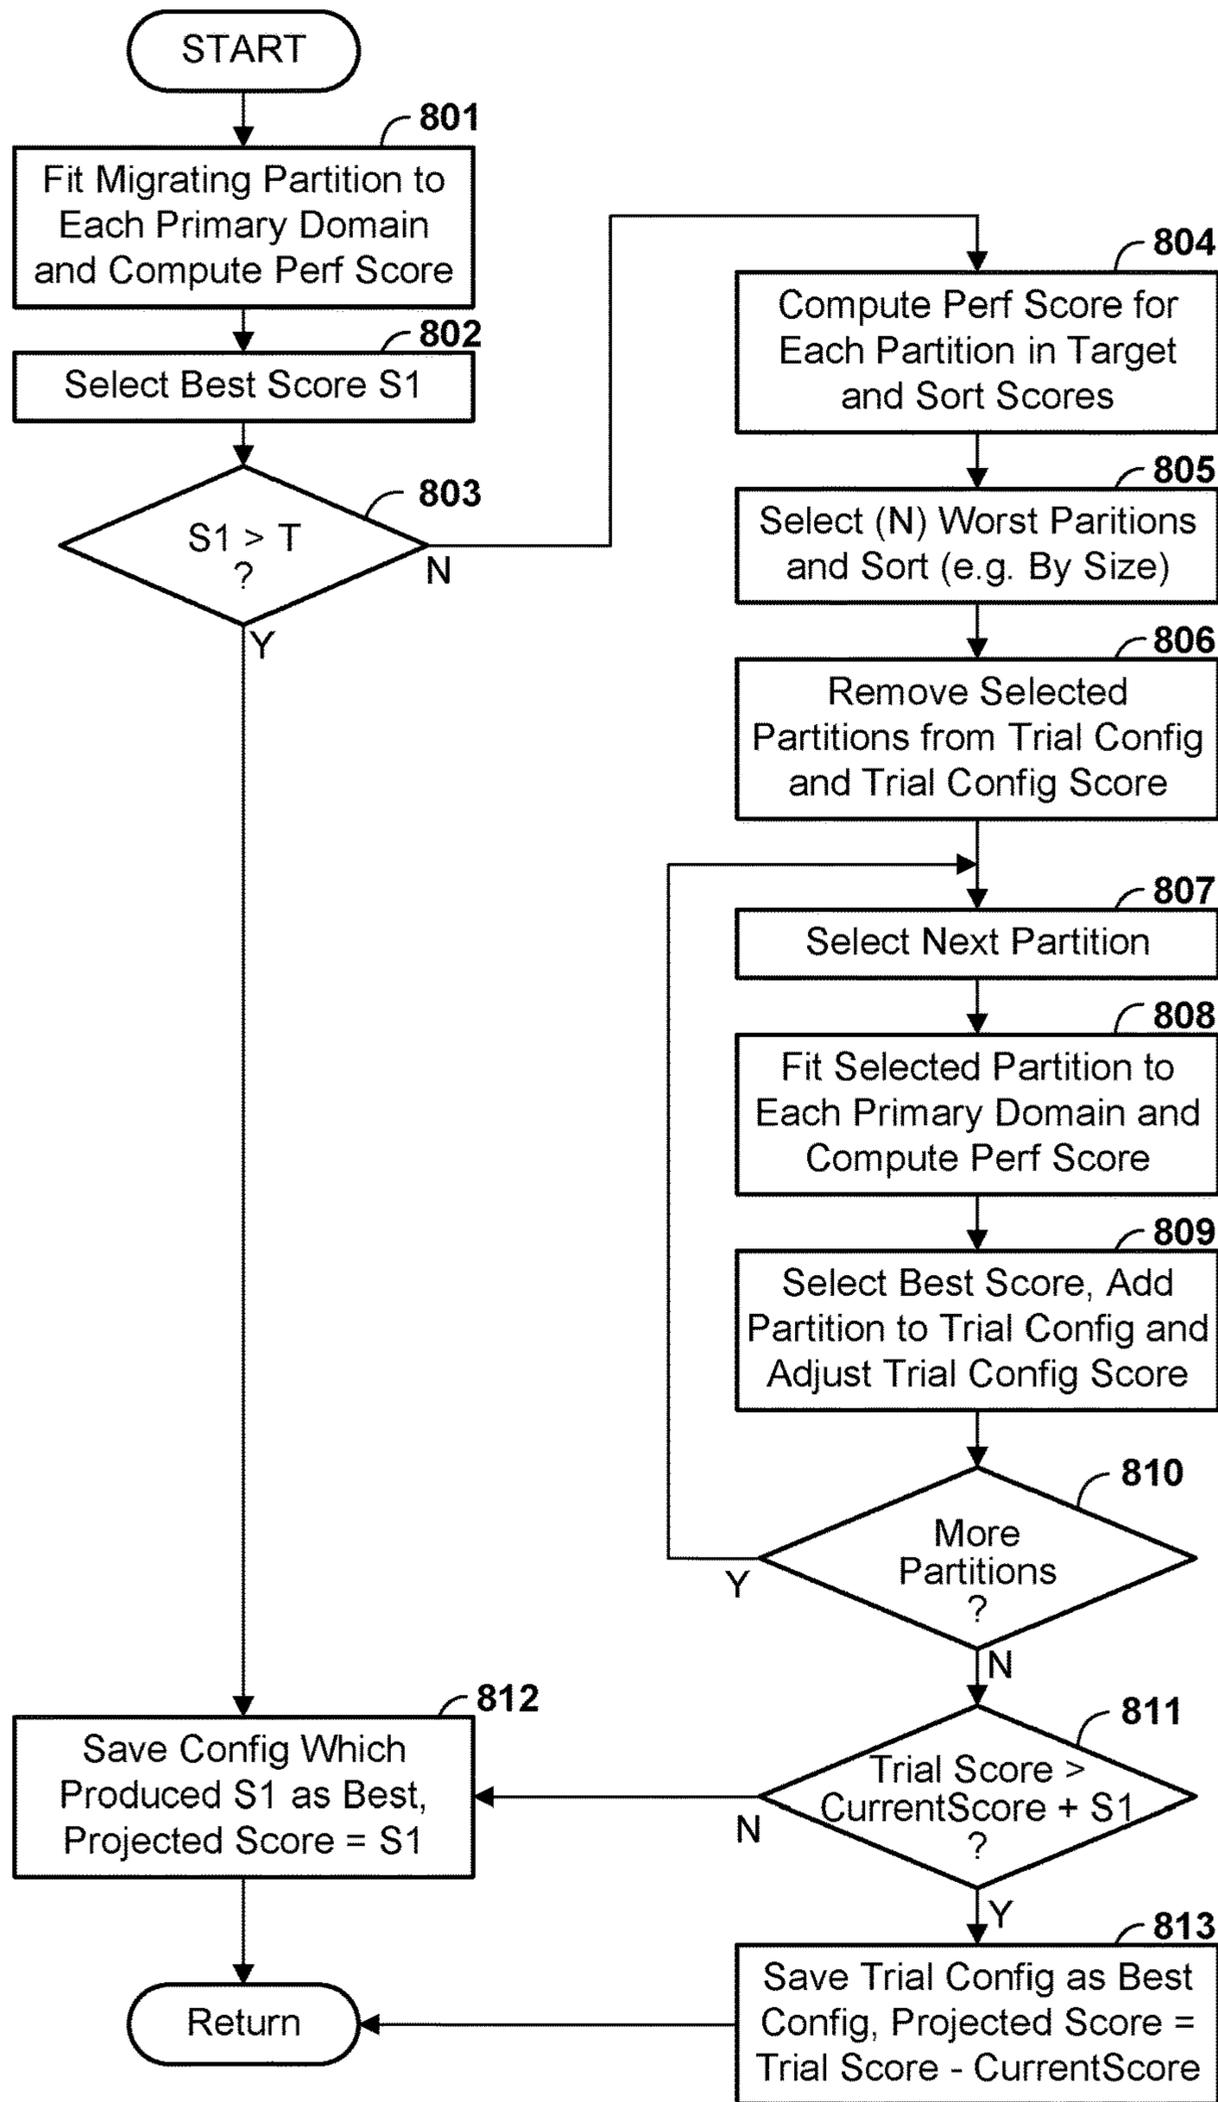 START
801
Fit Migrating Partition to
Each Primary Domain
and Compute Perf Score
802
Select Best Score S1
803
S1 > T
?
N
Y
804
Compute Perf Score for
Each Partition in Target
and Sort Scores
805
Select (N) Worst Paritions
and Sort (e.g. By Size)
806
Remove Selected
Partitions from Trial Config
and Trial Config Score
807
Select Next Partition
808
Fit Selected Partition to
Each Primary Domain and
Compute Perf Score
809
Select Best Score, Add
Partition to Trial Config and
Adjust Trial Config Score
810
More
Partitions
?
Y
N
811
Trial Score >
CurrentScore + S1
?
N
Y
812
Save Config Which
Produced S1 as Best,
Projected Score = S1
813
Save Trial Config as Best
Config, Projected Score =
Trial Score - CurrentScore
Return